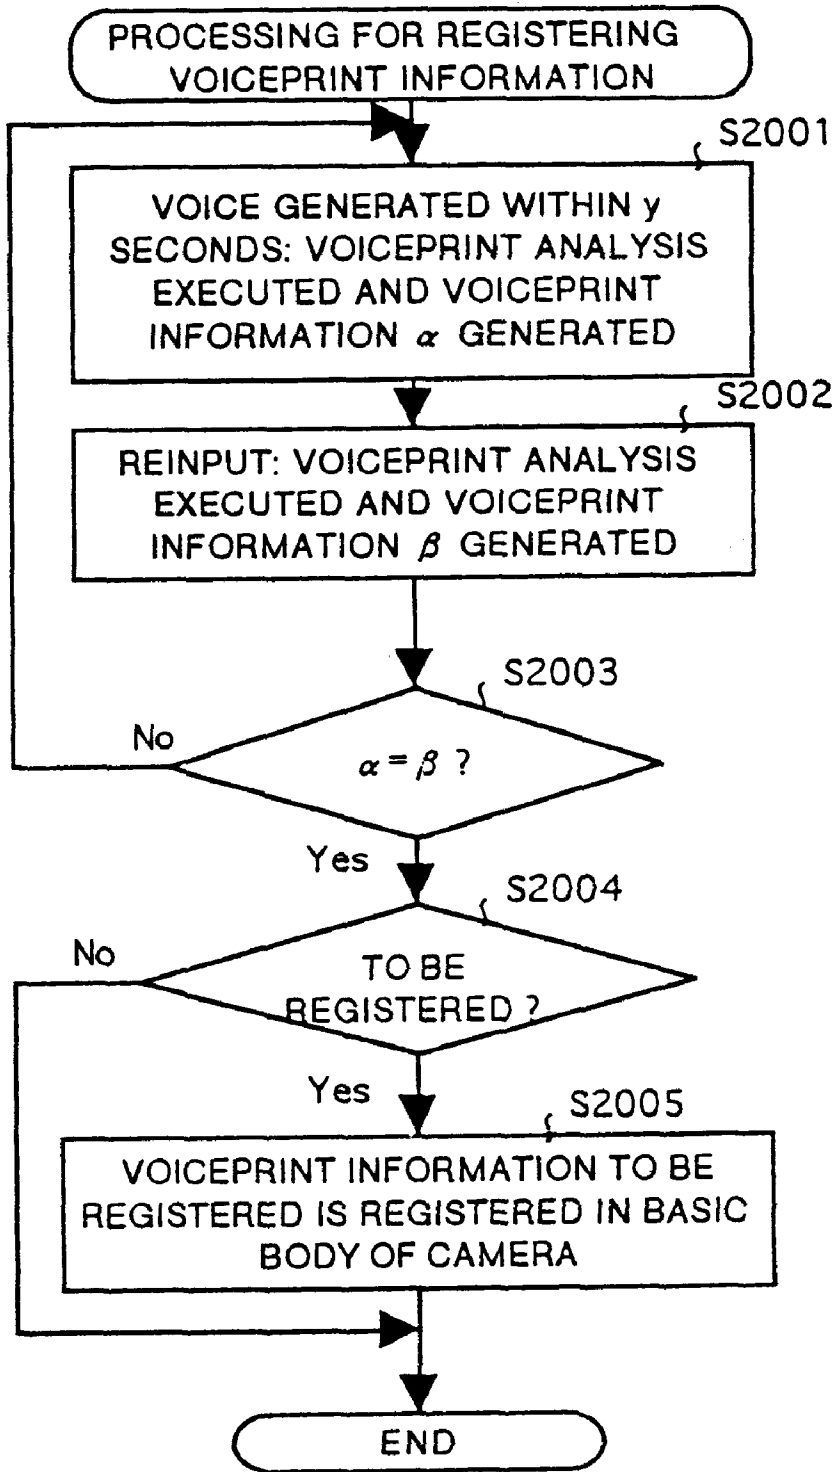 PROCESSING FOR REGISTERING
VOICEPRINT INFORMATION
S2001
VOICE GENERATED WITHIN y
SECONDS: VOICEPRINT ANALYSIS
EXECUTED AND VOICEPRINT
INFORMATION α GENERATED
S2002
REINPUT: VOICEPRINT ANALYSIS
EXECUTED AND VOICEPRINT
INFORMATION β GENERATED
S2003
No
α = β ?
Yes
S2004
No
TO BE
REGISTERED ?
Yes
S2005
VOICEPRINT INFORMATION TO BE
REGISTERED IS REGISTERED IN BASIC
BODY OF CAMERA
END